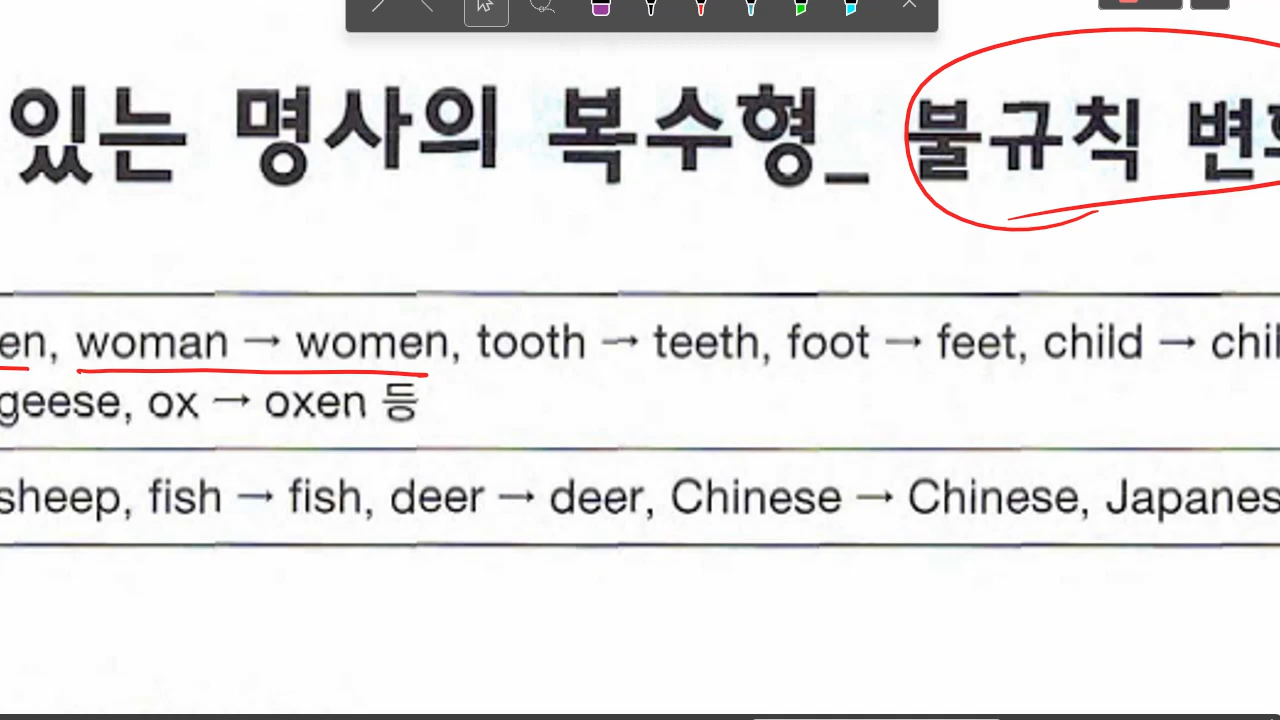 있는 명사의 복수형_ 불규칙
en, woman → women, tooth → teeth, foot → feet, child → chil
geese, ox → oxen 등
sheep, fish → fish, deer → deer, Chinese → Chinese, Japanes